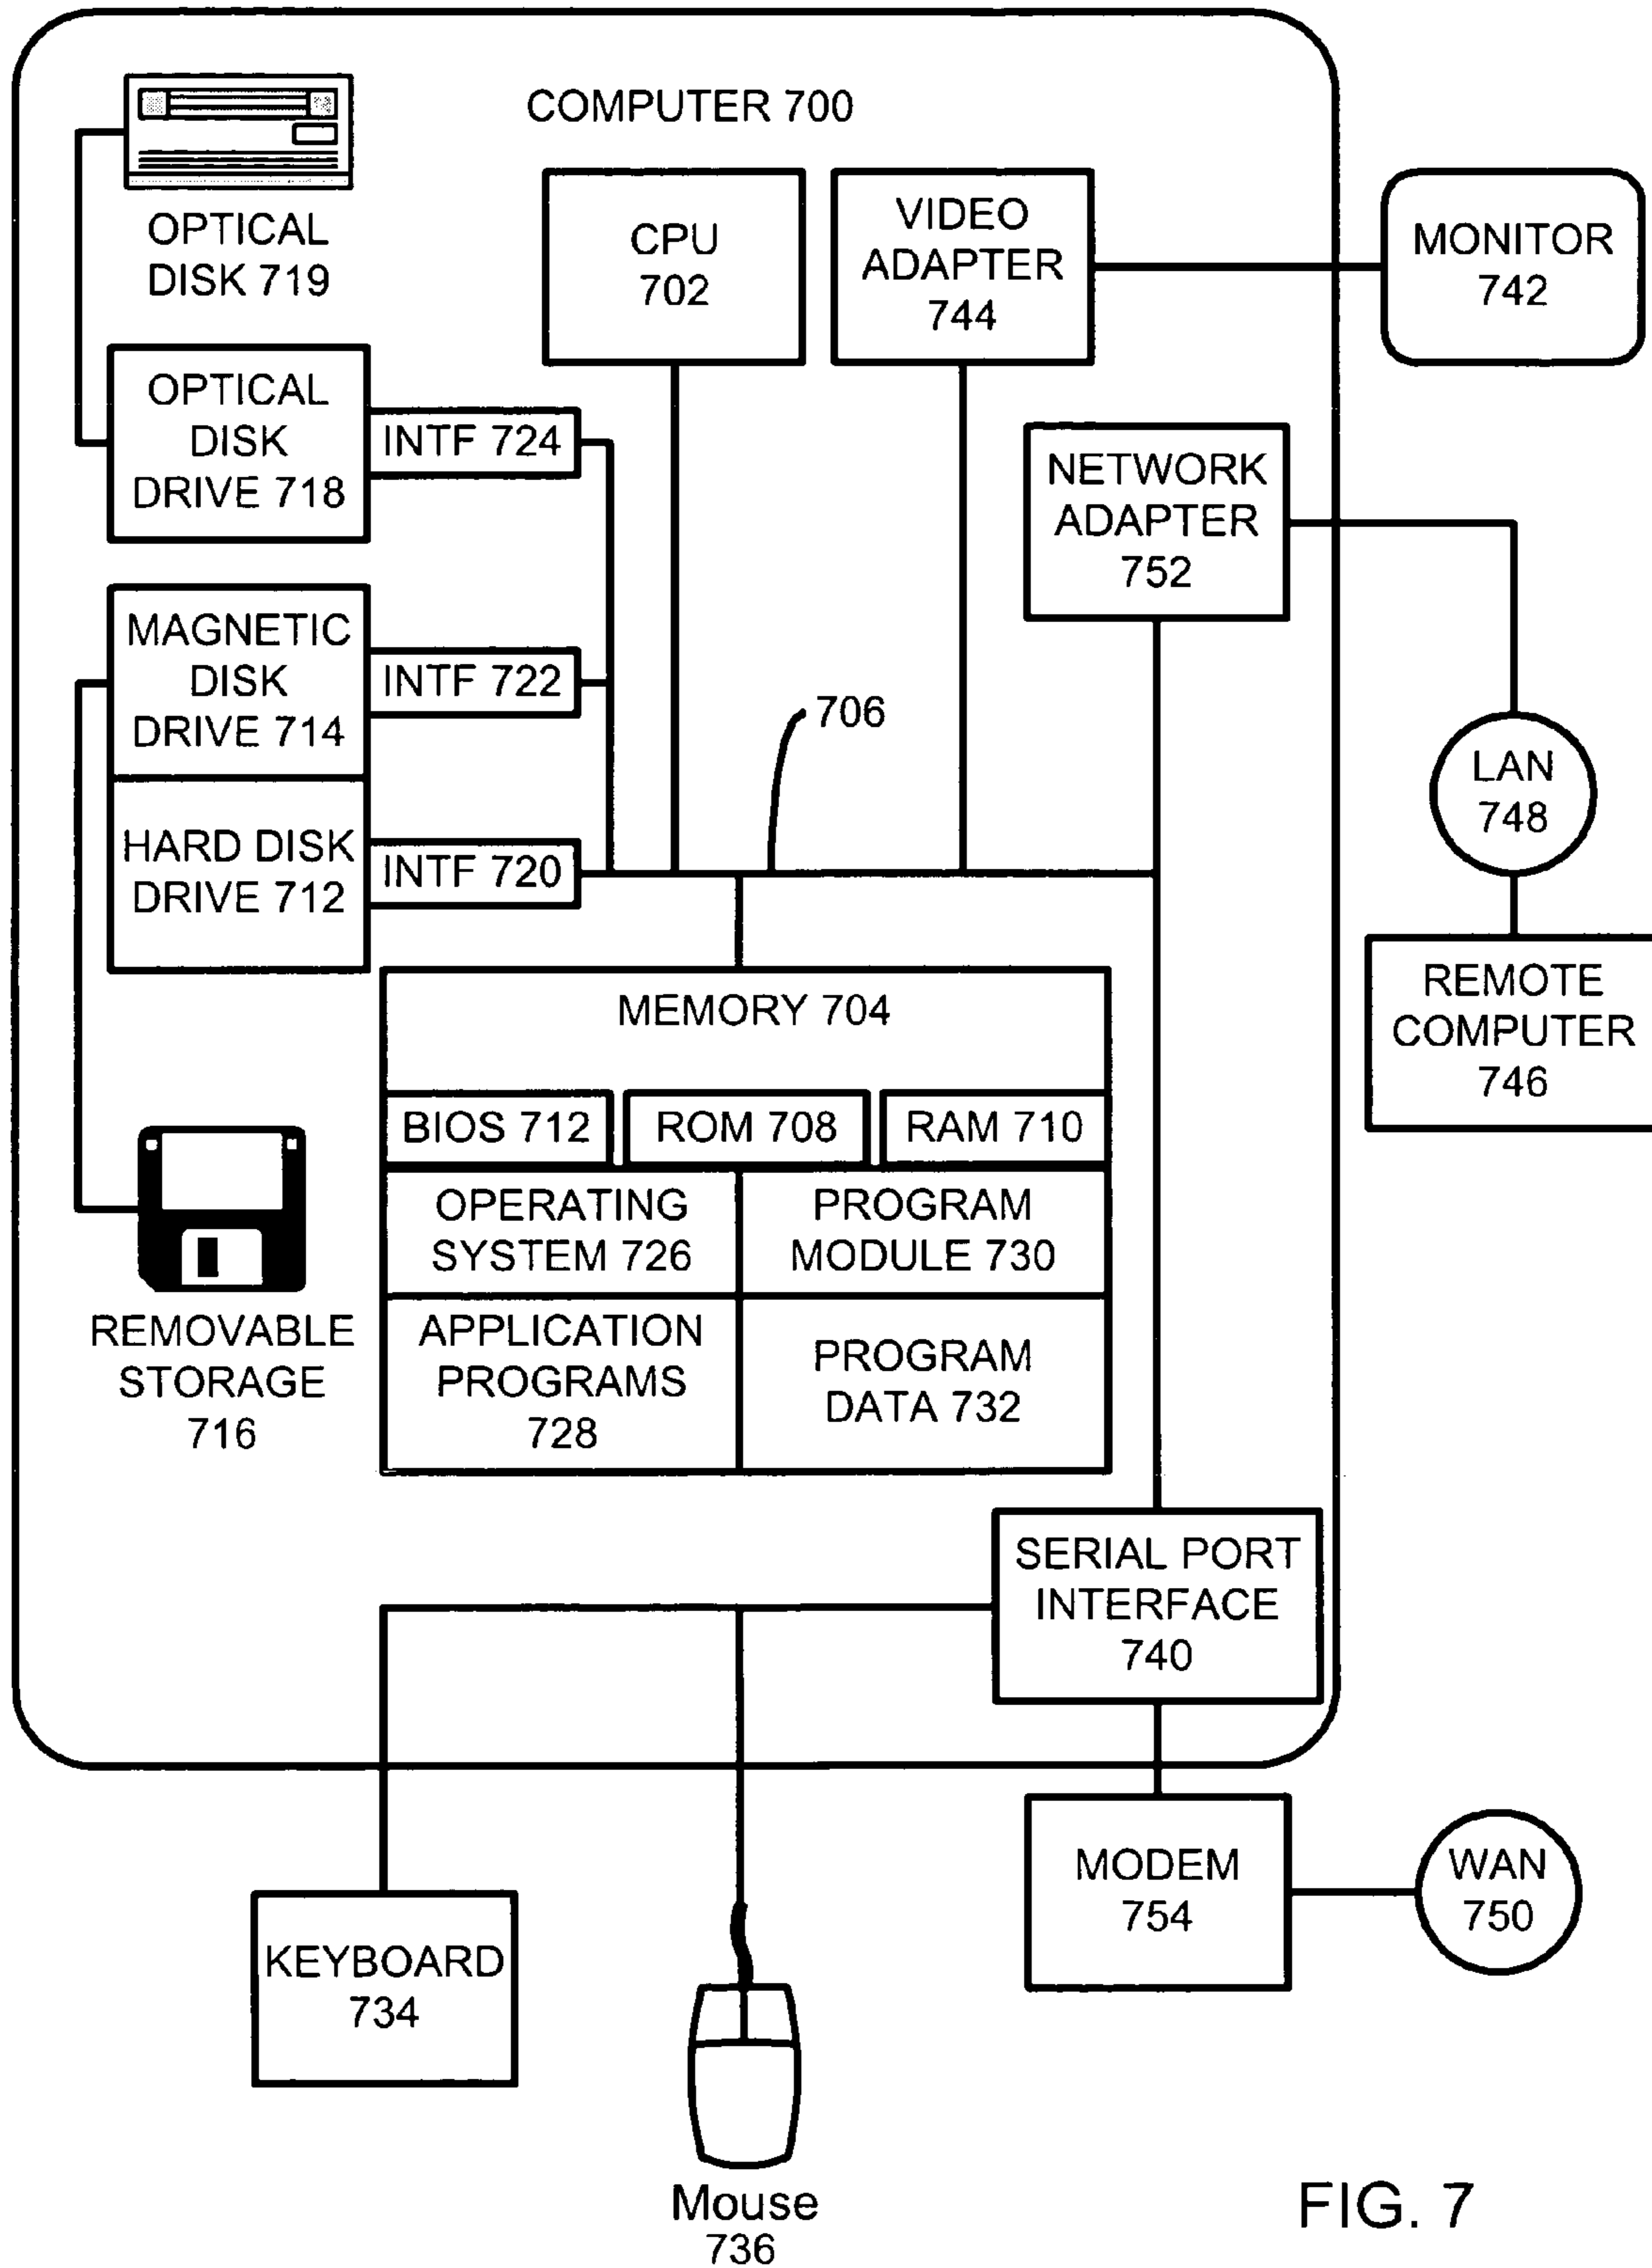 COMPUTER 700
OPTICAL
DISK 719
CPU
702
VIDEO
ADAPTER
744
MONITOR
742
OPTICAL
DISK
DRIVE 718
INTF 724
NETWORK
ADAPTER
752
MAGNETIC
DISK
DRIVE 714
INTF 722
706
LAN
748
HARD DISK
DRIVE 712
INTF 720
REMOTE
COMPUTER
746
MEMORY 704
BIOS 712
ROM 708
RAM 710
OPERATING
SYSTEM 726
PROGRAM
MODULE 730
REMOVABLE
STORAGE
716
APPLICATION
PROGRAMS
728
PROGRAM
DATA 732
SERIAL PORT
INTERFACE
740
MODEM
754
WAN
750
KEYBOARD
734
Mouse
736
FIG. 7